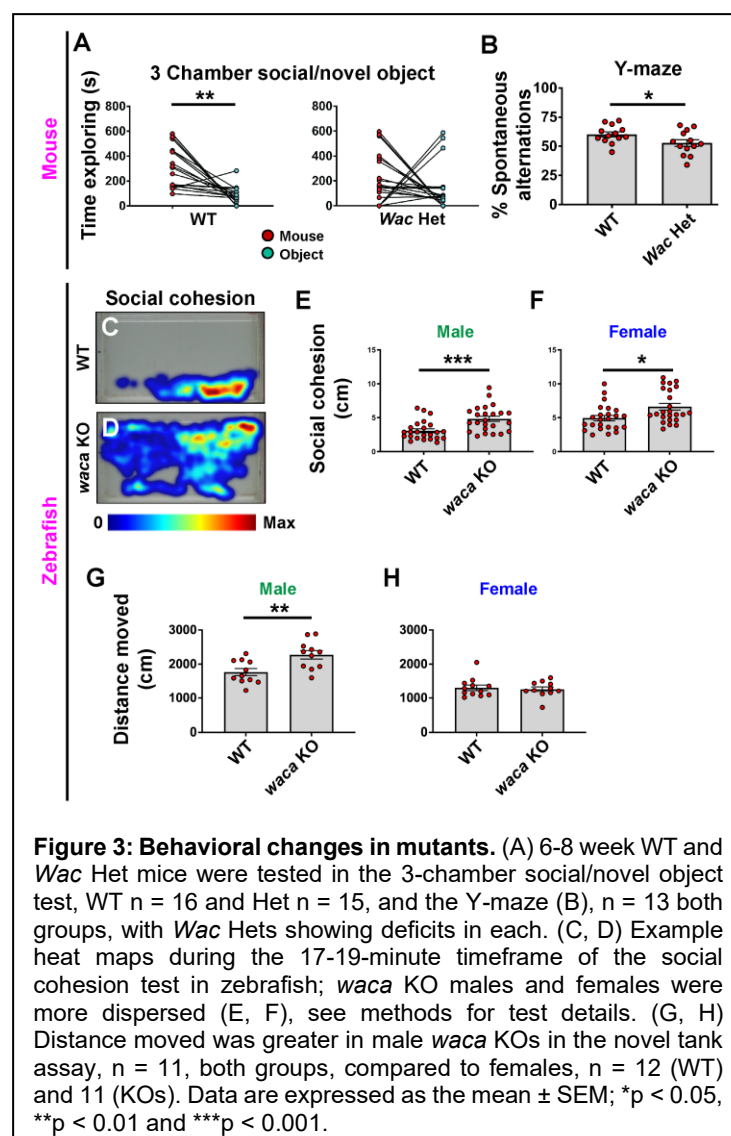 Mouse
A
3 Chamber social/novel object
Time exploring (s)
**
800
600
400
200
0
WT
800
600
400
200
0
Wac Het
Mouse
Object
B
Y-maze
% Spontaneous
alternations
*
100
75
50
25
0
WT
Wac Het
Zebrafish
Social cohesion
C
WT
D
waca KO
0 Max
E
Male
Social cohesion
(cm)
***
15
10
5
0
WT
waca KO
F
Female
*
15
10
5
0
WT
waca KO
G
Male
Distance moved
(cm)
**
3000
2000
1000
0
WT
waca KO
H
Female
3000
2000
1000
0
WT
waca KO
Figure 3: Behavioral changes in mutants. (A) 6-8 week WT and
Wac Het mice were tested in the 3-chamber social/novel object
test, WT n = 16 and Het n = 15, and the Y-maze (B), n = 13 both
groups, with Wac Hets showing deficits in each. (C, D) Example
heat maps during the 17-19-minute timeframe of the social
cohesion test in zebrafish; waca KO males and females were
more dispersed (E, F), see methods for test details. (G, H)
Distance moved was greater in male waca KOs in the novel tank
assay, n = 11, both groups, compared to females, n = 12 (WT)
and 11 (KOs). Data are expressed as the mean ± SEM; *p < 0.05,
**p < 0.01 and ***p < 0.001.